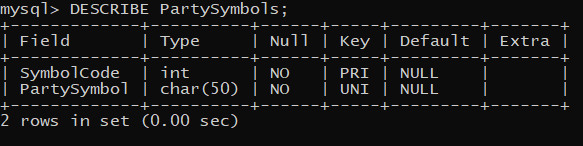 mysql> DESCRIBE PartySymbols;
+-------------+----------+------+-----+---------+-------+
| Field       | Type     | Null | Key | Default | Extra |
+-------------+----------+------+-----+---------+-------+
| SymbolCode  | int      | NO   | PRI | NULL    |       |
| PartySymbol | char(50) | NO   | UNI | NULL    |       |
+-------------+----------+------+-----+---------+-------+
2 rows in set (0.00 sec)